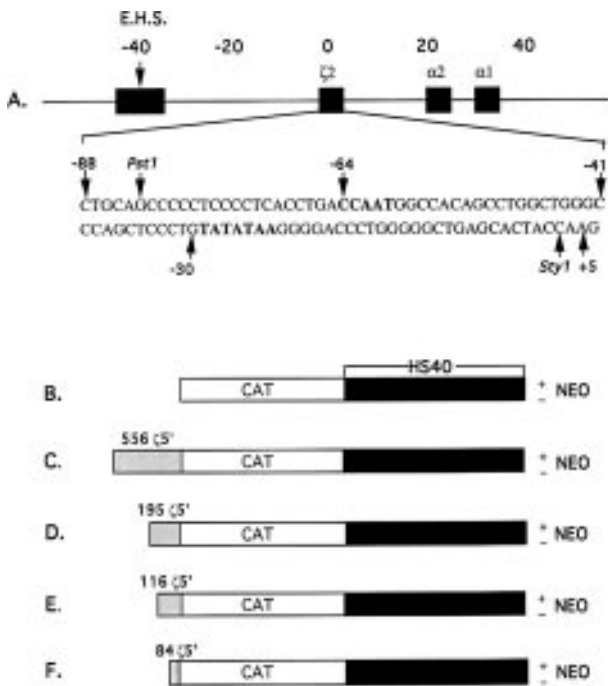 E.H.S.
-40 -20 0 20 40
ζ2 α2 α1
A.
-88 Pst1 -64 -41
CTGCAGCCCCCTCCCCTCACCTGACCAATGGCCACAGCCTGGCTGGGC
CCAGCTCCCTGTATATAAGGGGACCCTGGGGGCTGAGCACTACCAAG
-30 Sty1 +5
HS40
B. CAT + - NEO
556 ζ5'
C. CAT + - NEO
195 ζ5'
D. CAT + - NEO
116 ζ5'
E. CAT + - NEO
84 ζ5'
F. CAT + - NEO